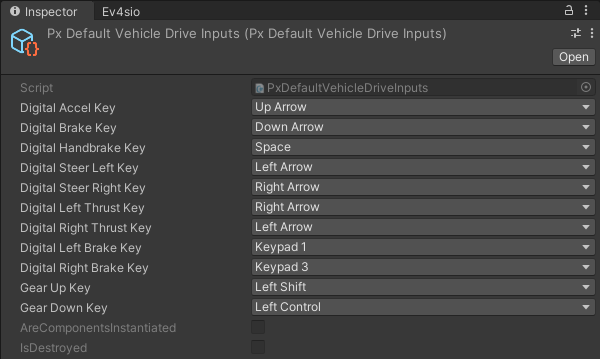 Inspector Ev4sio
Px Default Vehicle Drive Inputs (Px Default Vehicle Drive Inputs)
Open
Script PxDefaultVehicleDriveInputs
Digital Accel Key Up Arrow
Digital Brake Key Down Arrow
Digital Handbrake Key Space
Digital Steer Left Key Left Arrow
Digital Steer Right Key Right Arrow
Digital Left Thrust Key Right Arrow
Digital Right Thrust Key Left Arrow
Digital Left Brake Key Keypad 1
Digital Right Brake Key Keypad 3
Gear Up Key Left Shift
Gear Down Key Left Control
AreComponentsInstantiated
IsDestroyed